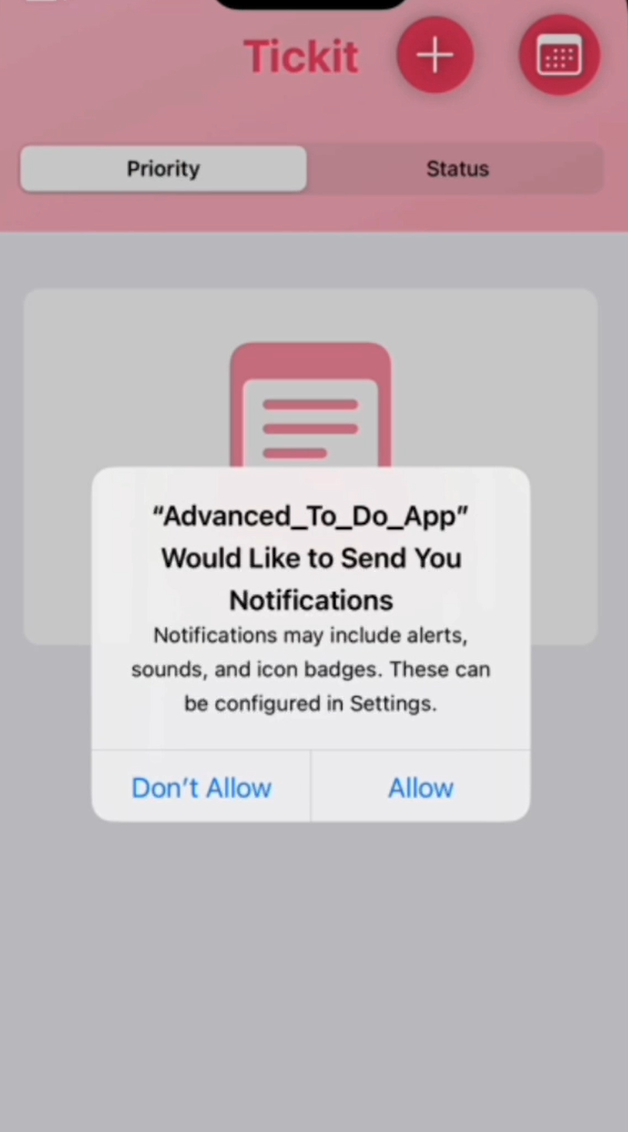 Tickit
Priority
Status
“Advanced_To_Do_App”
Would Like to Send You
Notifications
Notifications may include alerts,
sounds, and icon badges. These can
be configured in Settings.
Don’t Allow
Allow